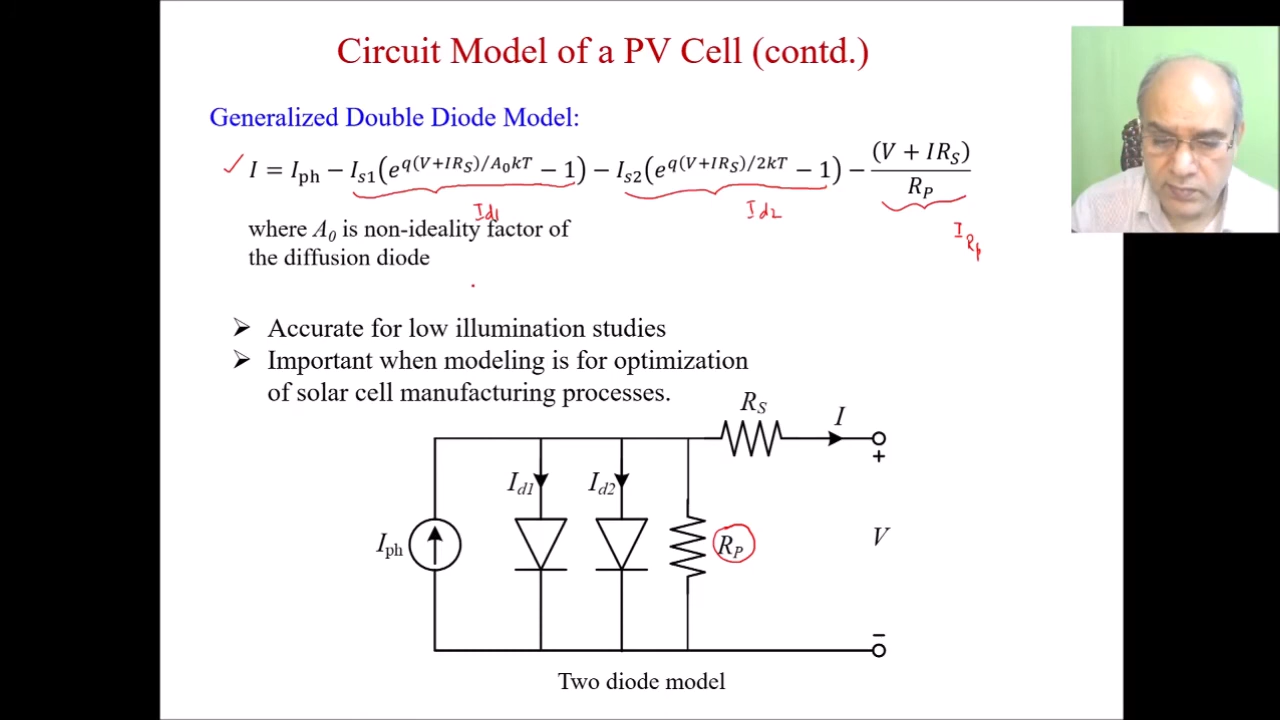 Circuit Model of a PV Cell (contd.)
Generalized Double Diode Model:
✓ I = I_ph − I_s1(e^{q(V+IR_S)/A_0kT} − 1) − I_s2(e^{q(V+IR_S)/2kT} − 1) − (V + IR_S)/R_P
Id1
Id2
I_Rp
where A_0 is non-ideality factor of
the diffusion diode
➢ Accurate for low illumination studies
➢ Important when modeling is for optimization
of solar cell manufacturing processes.
R_S
I
+
I_d1
I_d2
I_ph
R_P
V
−
Two diode model